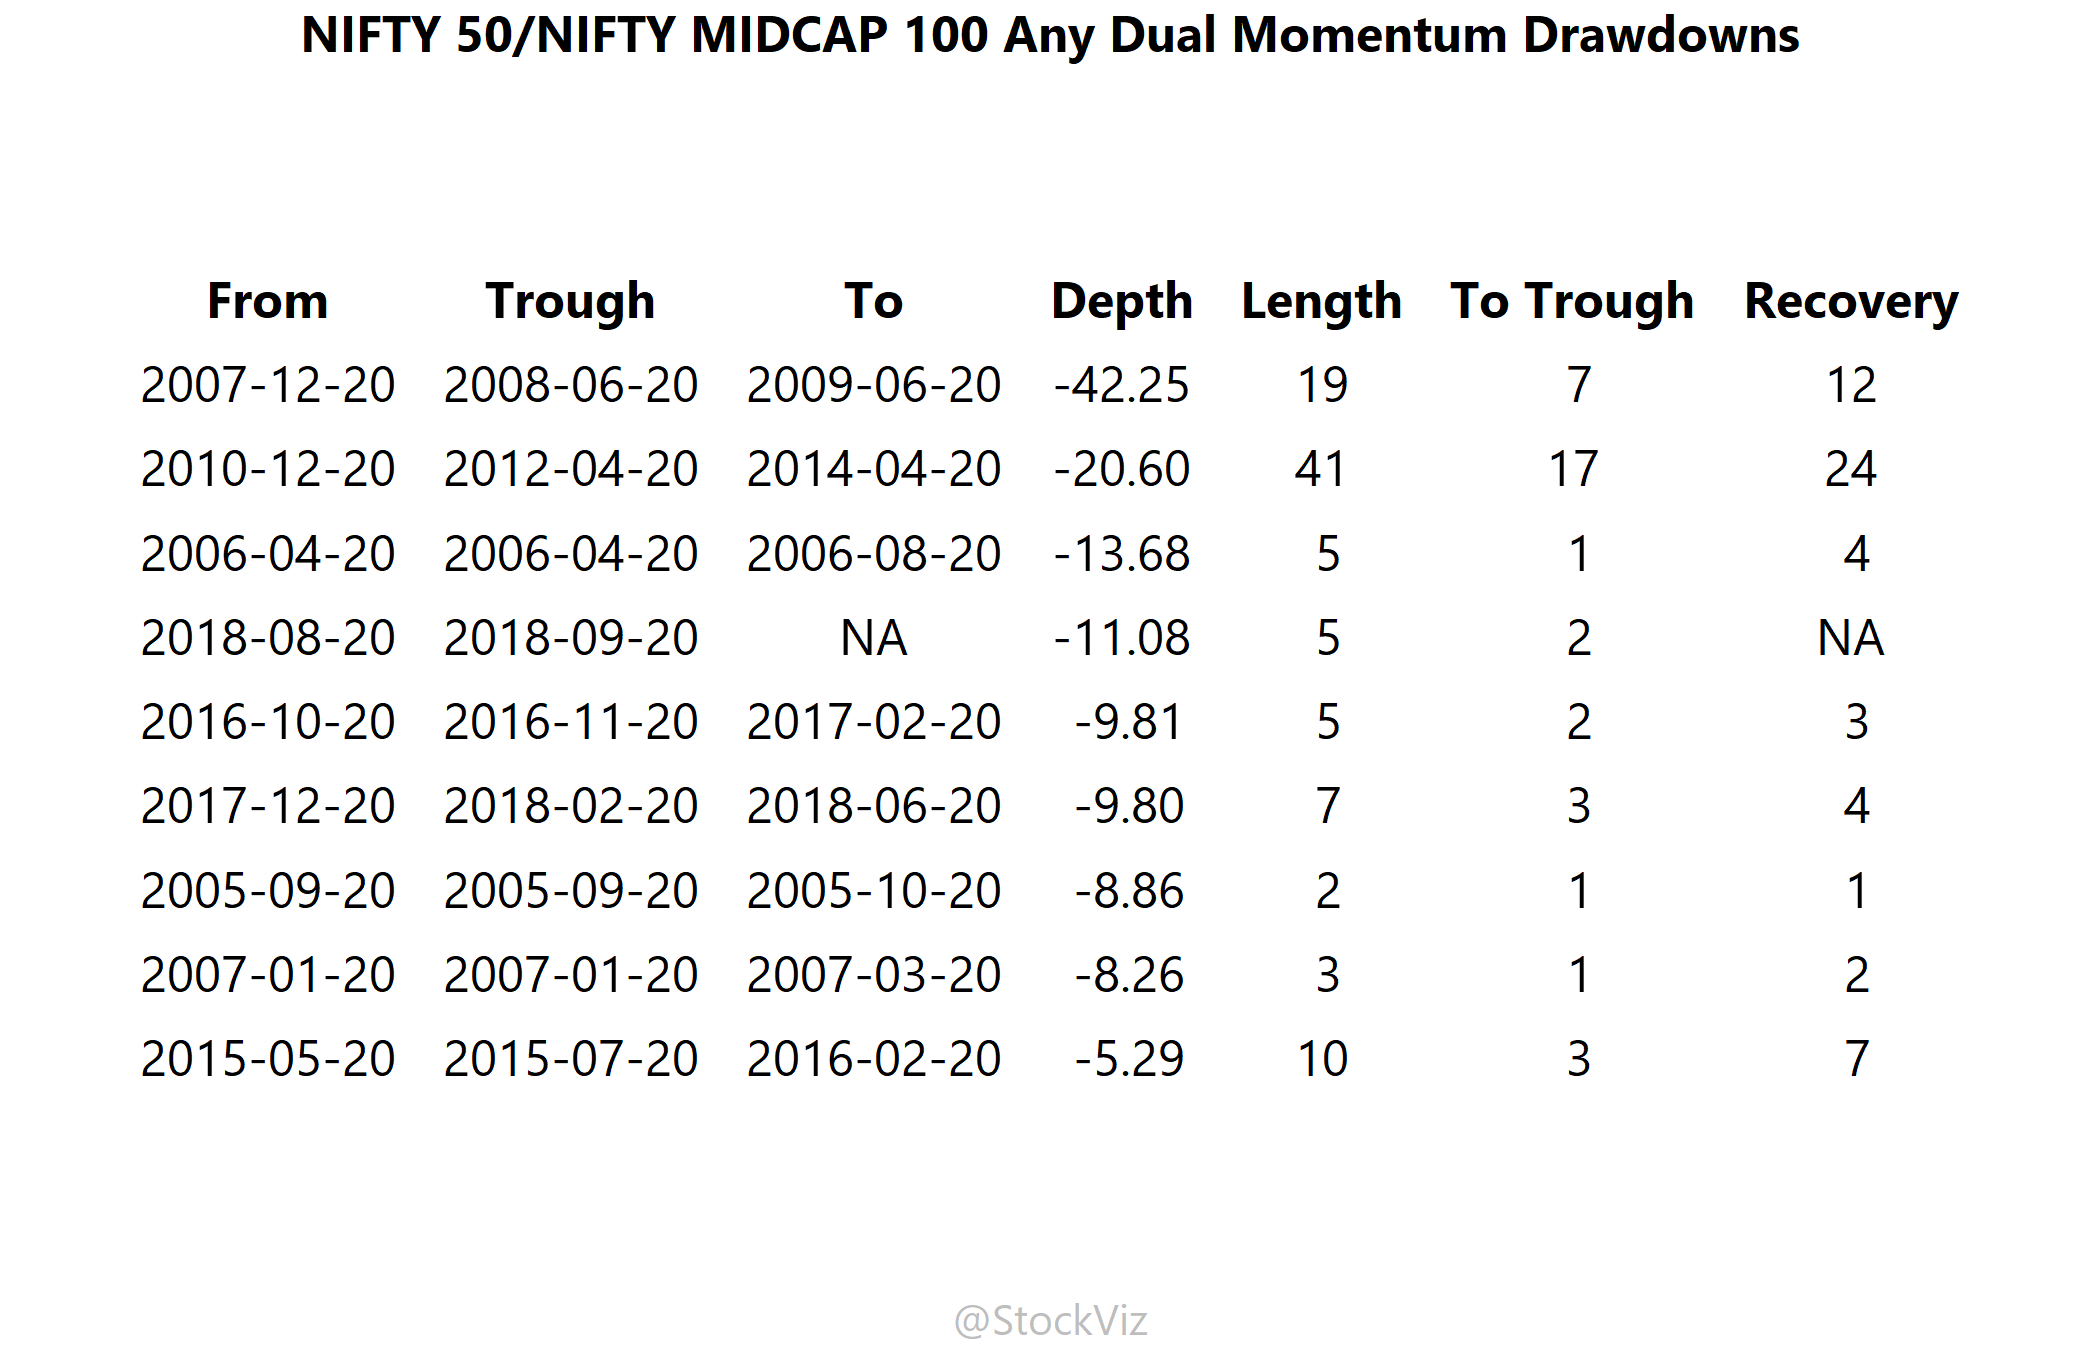 NIFTY 50/NIFTY MIDCAP 100 Any Dual Momentum Drawdowns
From Trough To Depth Length To Trough Recovery
2007-12-20 2008-06-20 2009-06-20 -42.25 19 7 12
2010-12-20 2012-04-20 2014-04-20 -20.60 41 17 24
2006-04-20 2006-04-20 2006-08-20 -13.68 5 1 4
2018-08-20 2018-09-20 NA -11.08 5 2 NA
2016-10-20 2016-11-20 2017-02-20 -9.81 5 2 3
2017-12-20 2018-02-20 2018-06-20 -9.80 7 3 4
2005-09-20 2005-09-20 2005-10-20 -8.86 2 1 1
2007-01-20 2007-01-20 2007-03-20 -8.26 3 1 2
2015-05-20 2015-07-20 2016-02-20 -5.29 10 3 7
@StockViz